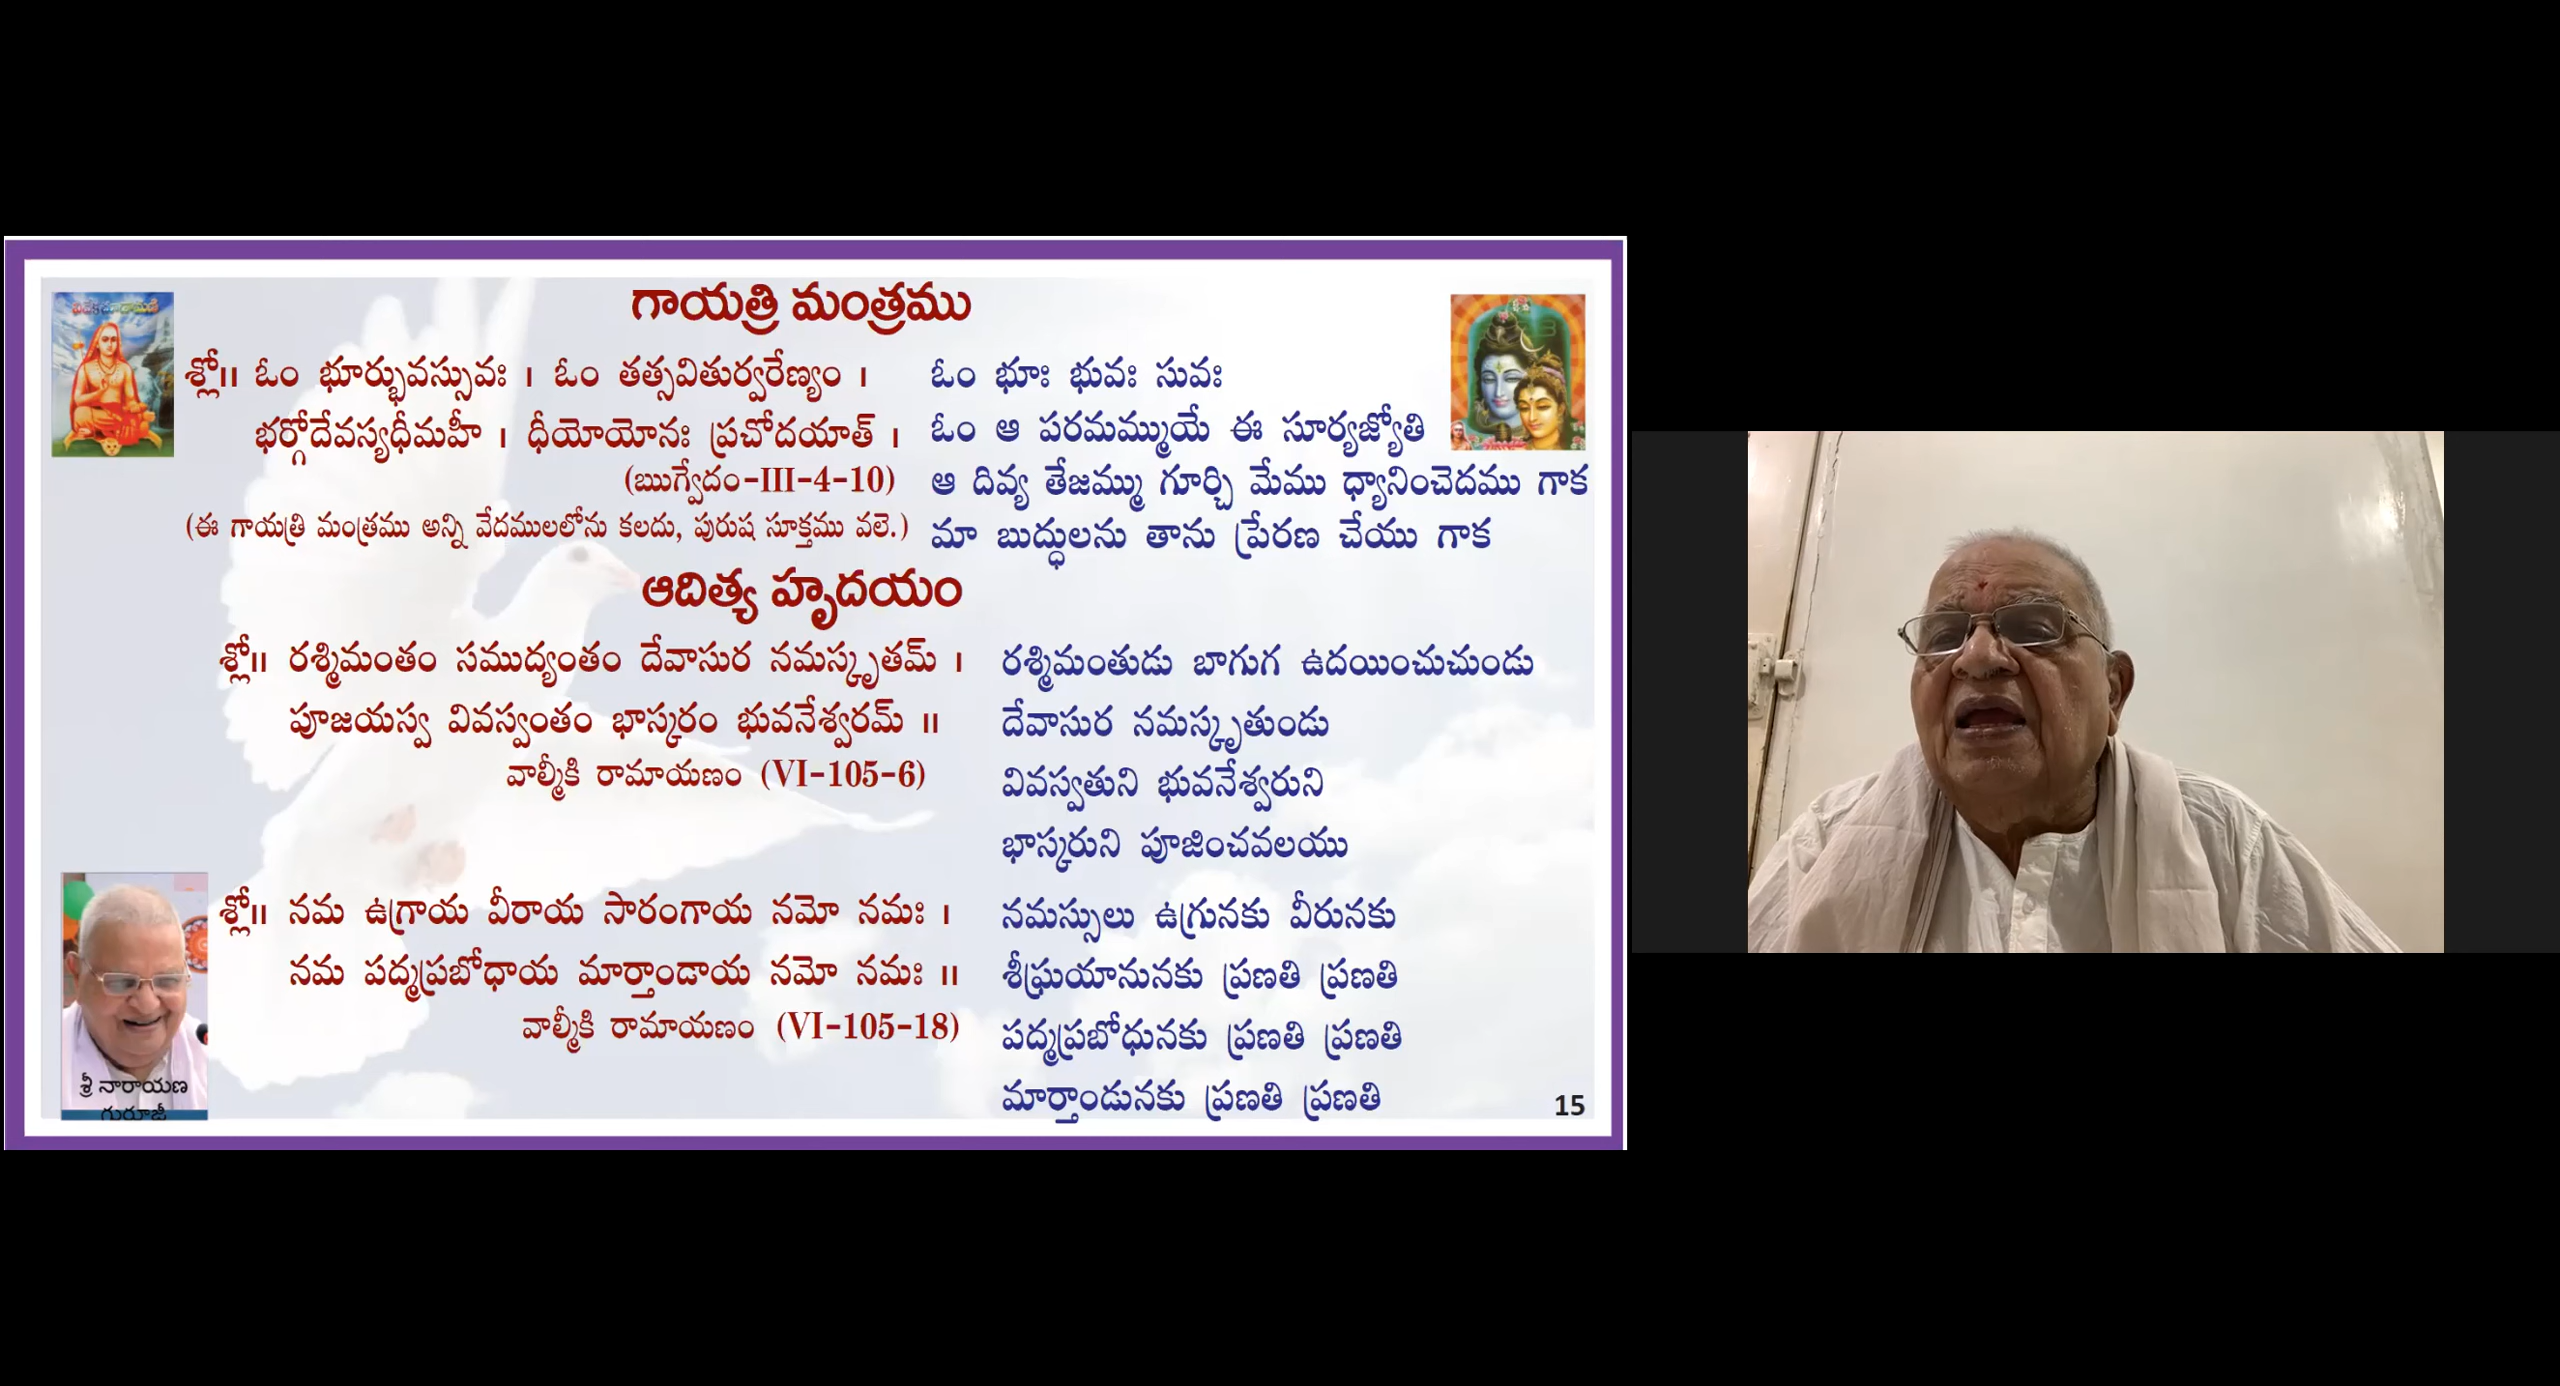 గాయత్రి మంత్రము
శ్లో॥ ఓం భూర్భువస్సువః । ఓం తత్సవితుర్వరేణ్యం ।
భర్గోదేవస్యధీమహీ । ధీయోయోనః ప్రచోదయాత్ ।
(ఋగ్వేదం-III-4-10)
(ఈ గాయత్రి మంత్రము అన్ని వేదములలోను కలదు, పురుష సూక్తము వలె.)
ఓం భూః భువః సువః
ఓం ఆ పరమమ్ముయే ఈ సూర్యజ్యోతి
ఆ దివ్య తేజమ్ము గూర్చి మేము ధ్యానించెదము గాక
మా బుద్ధులను తాను ప్రేరణ చేయు గాక
ఆదిత్య హృదయం
శ్లో॥ రశ్మిమంతం సముద్యంతం దేవాసుర నమస్కృతమ్ ।
పూజయస్వ వివస్వంతం భాస్కరం భువనేశ్వరమ్ ॥
వాల్మీకి రామాయణం (VI-105-6)
రశ్మిమంతుడు బాగుగ ఉదయించుచుండు
దేవాసుర నమస్కృతుండు
వివస్వతుని భువనేశ్వరుని
భాస్కరుని పూజించవలయు
శ్లో॥ నమ ఉగ్రాయ వీరాయ సారంగాయ నమో నమః ।
నమ పద్మప్రబోధాయ మార్తాండాయ నమో నమః ॥
వాల్మీకి రామాయణం (VI-105-18)
నమస్సులు ఉగ్రునకు వీరునకు
శీఘ్రయానునకు ప్రణతి ప్రణతి
పద్మప్రబోధునకు ప్రణతి ప్రణతి
మార్తాండునకు ప్రణతి ప్రణతి
శ్రీ నారాయణ
గురూజీ
15